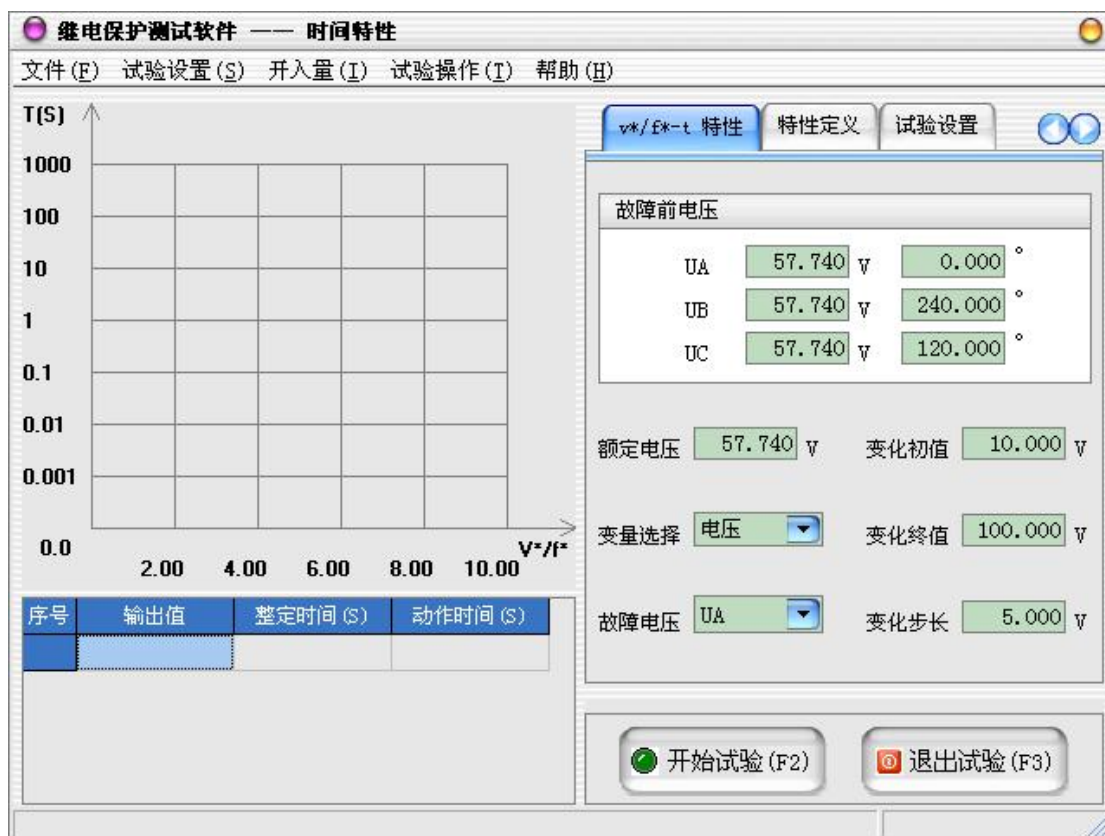 继电保护测试软件 —— 时间特性
文件(F) 试验设置(S) 开入量(I) 试验操作(T) 帮助(H)
T(S)
1000
100
10
1
0.1
0.01
0.001
0.0
2.00 4.00 6.00 8.00 10.00
V*/f*
序号 输出值 整定时间(S) 动作时间(S)
v*/f*-t 特性 特性定义 试验设置
故障前电压
UA 57.740 V 0.000 °
UB 57.740 V 240.000 °
UC 57.740 V 120.000 °
额定电压 57.740 V 变化初值 10.000 V
变量选择 电压 变化终值 100.000 V
故障电压 UA 变化步长 5.000 V
开始试验(F2) 退出试验(F3)